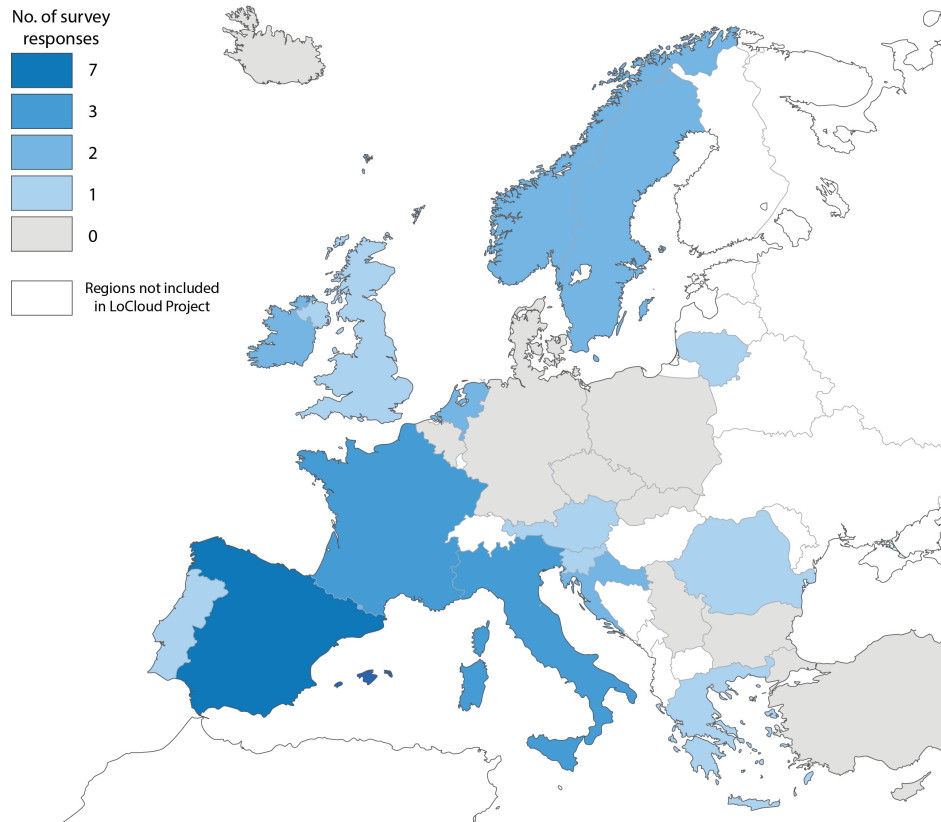 No. of survey
responses
7
3
2
1
0
Regions not included
in LoCloud Project